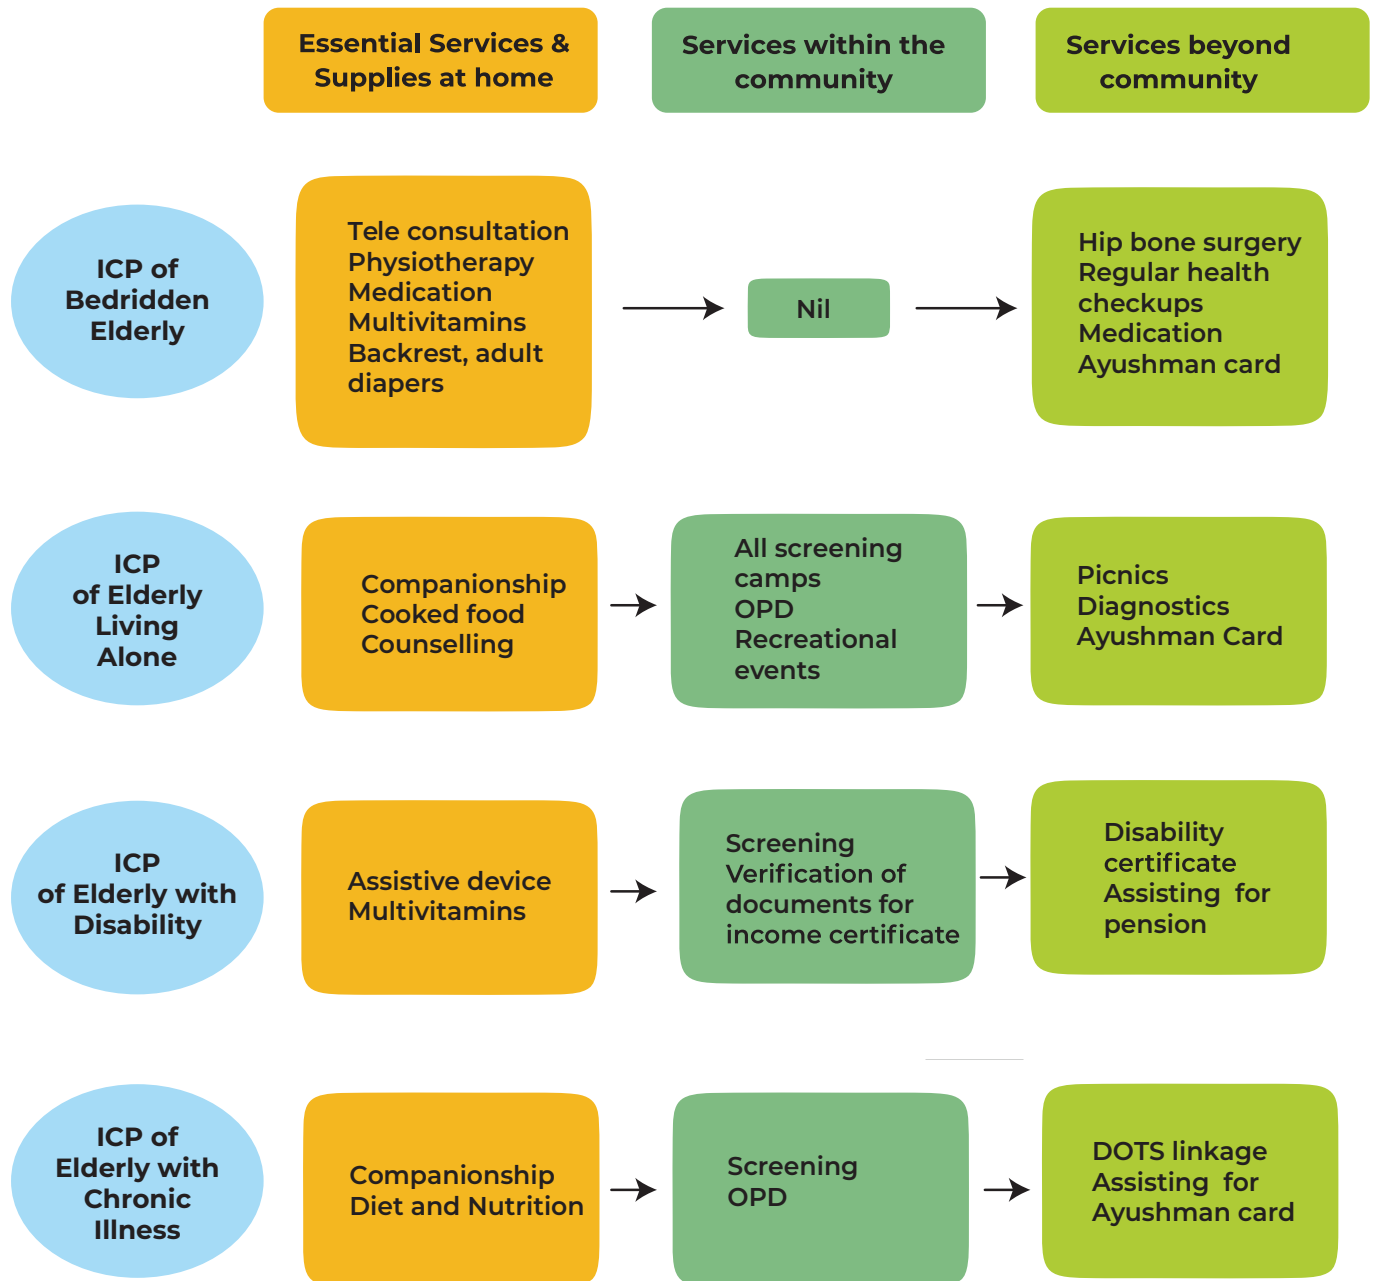 Essential Services &
Supplies at home
Services within the
community
Services beyond
community
ICP of
Bedridden
Elderly
Tele consultation
Physiotherapy
Medication
Multivitamins
Backrest, adult
diapers
Nil
Hip bone surgery
Regular health
checkups
Medication
Ayushman card
ICP
of Elderly
Living
Alone
Companionship
Cooked food
Counselling
All screening
camps
OPD
Recreational
events
Picnics
Diagnostics
Ayushman Card
ICP
of Elderly with
Disability
Assistive device
Multivitamins
Screening
Verification of
documents for
income certificate
Disability
certificate
Assisting for
pension
ICP of
Elderly with
Chronic
Illness
Companionship
Diet and Nutrition
Screening
OPD
DOTS linkage
Assisting for
Ayushman card